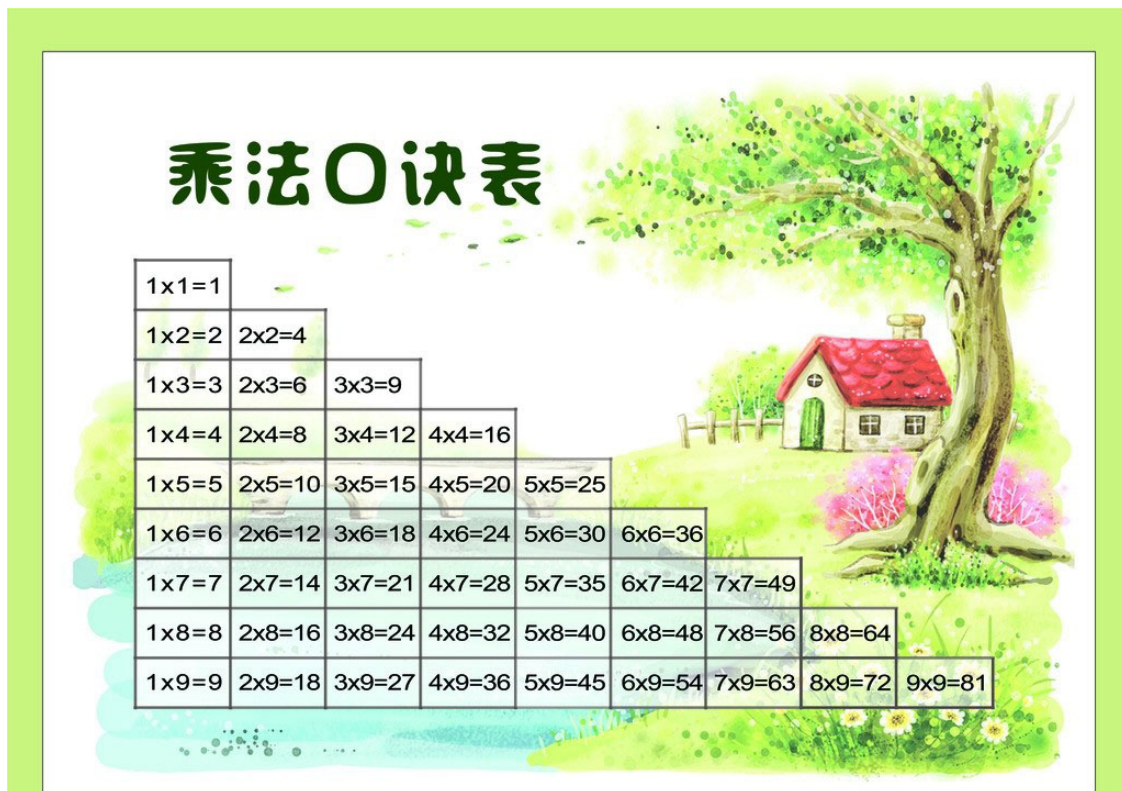 乘法口诀表
1x1=1
1x2=2 2x2=4
1x3=3 2x3=6 3x3=9
1x4=4 2x4=8 3x4=12 4x4=16
1x5=5 2x5=10 3x5=15 4x5=20 5x5=25
1x6=6 2x6=12 3x6=18 4x6=24 5x6=30 6x6=36
1x7=7 2x7=14 3x7=21 4x7=28 5x7=35 6x7=42 7x7=49
1x8=8 2x8=16 3x8=24 4x8=32 5x8=40 6x8=48 7x8=56 8x8=64
1x9=9 2x9=18 3x9=27 4x9=36 5x9=45 6x9=54 7x9=63 8x9=72 9x9=81